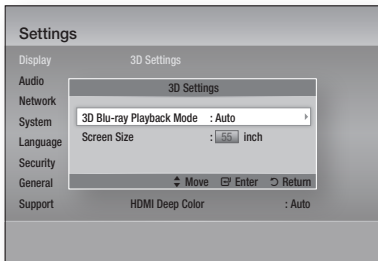 Settings
Display 3D Settings
Audio
3D Settings
Network
System 3D Blu-ray Playback Mode : Auto
Language Screen Size : 55 inch
Security
General Move Enter Return
Support HDMI Deep Color : Auto